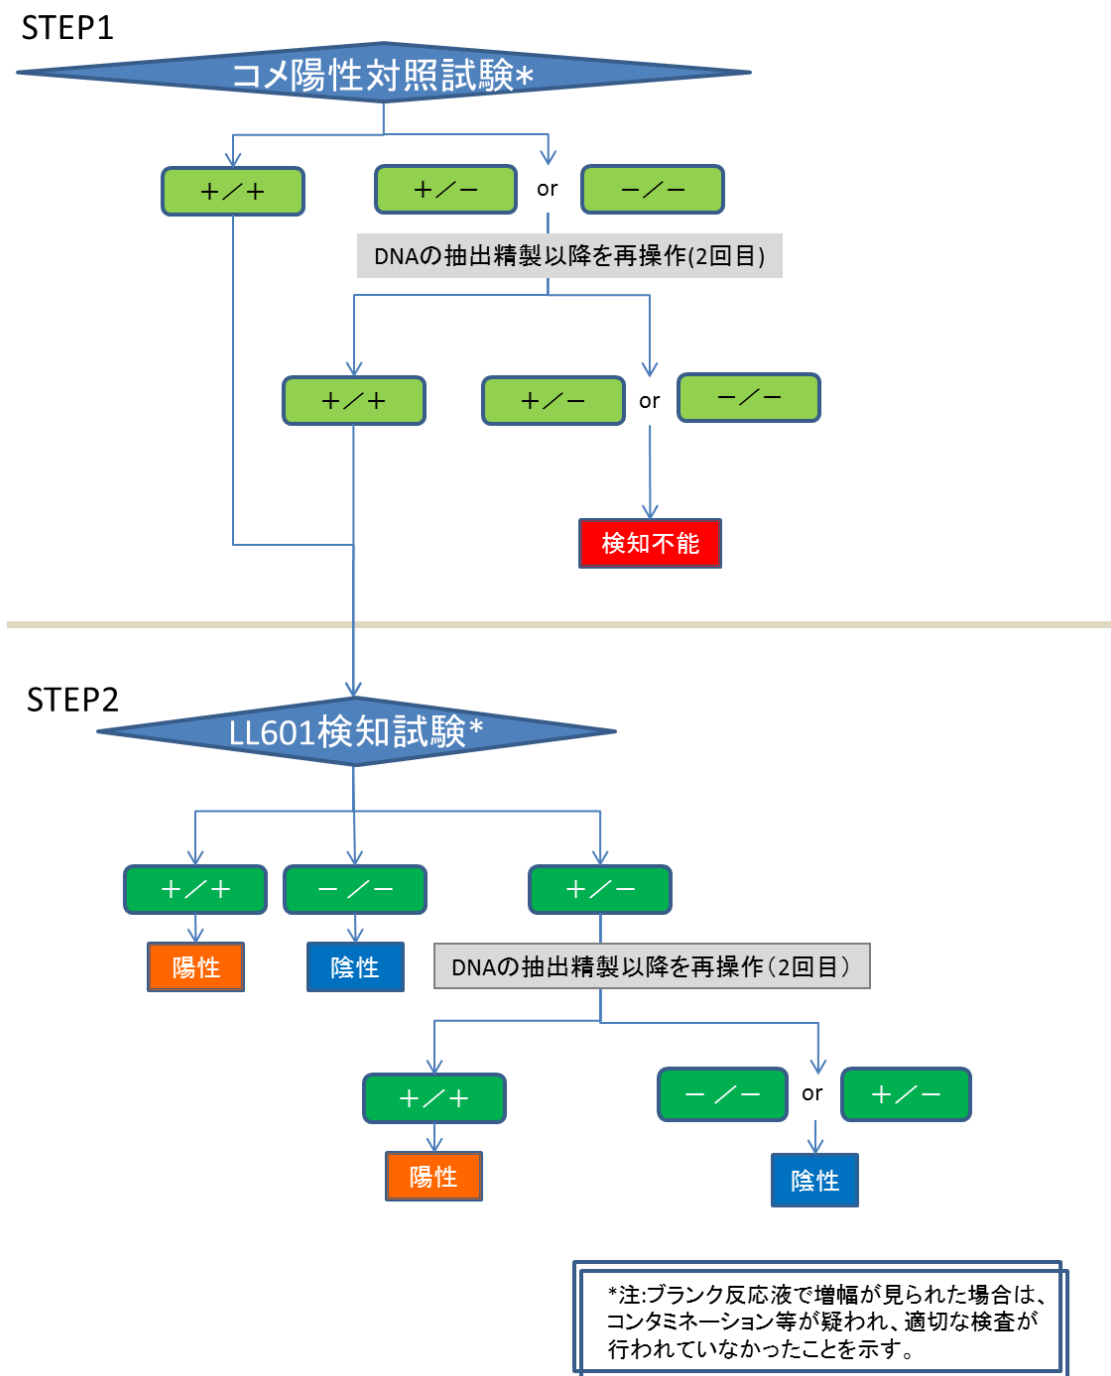 STEP1
コメ陽性対照試験*
+/+
+/− or −/−
DNAの抽出精製以降を再操作(2回目)
+/+
+/− or −/−
検知不能
STEP2
LL601検知試験*
+/+
−/−
+/−
陽性
陰性
DNAの抽出精製以降を再操作(2回目)
+/+
−/− or +/−
陽性
陰性
*注:ブランク反応液で増幅が見られた場合は、
コンタミネーション等が疑われ、適切な検査が
行われていなかったことを示す。